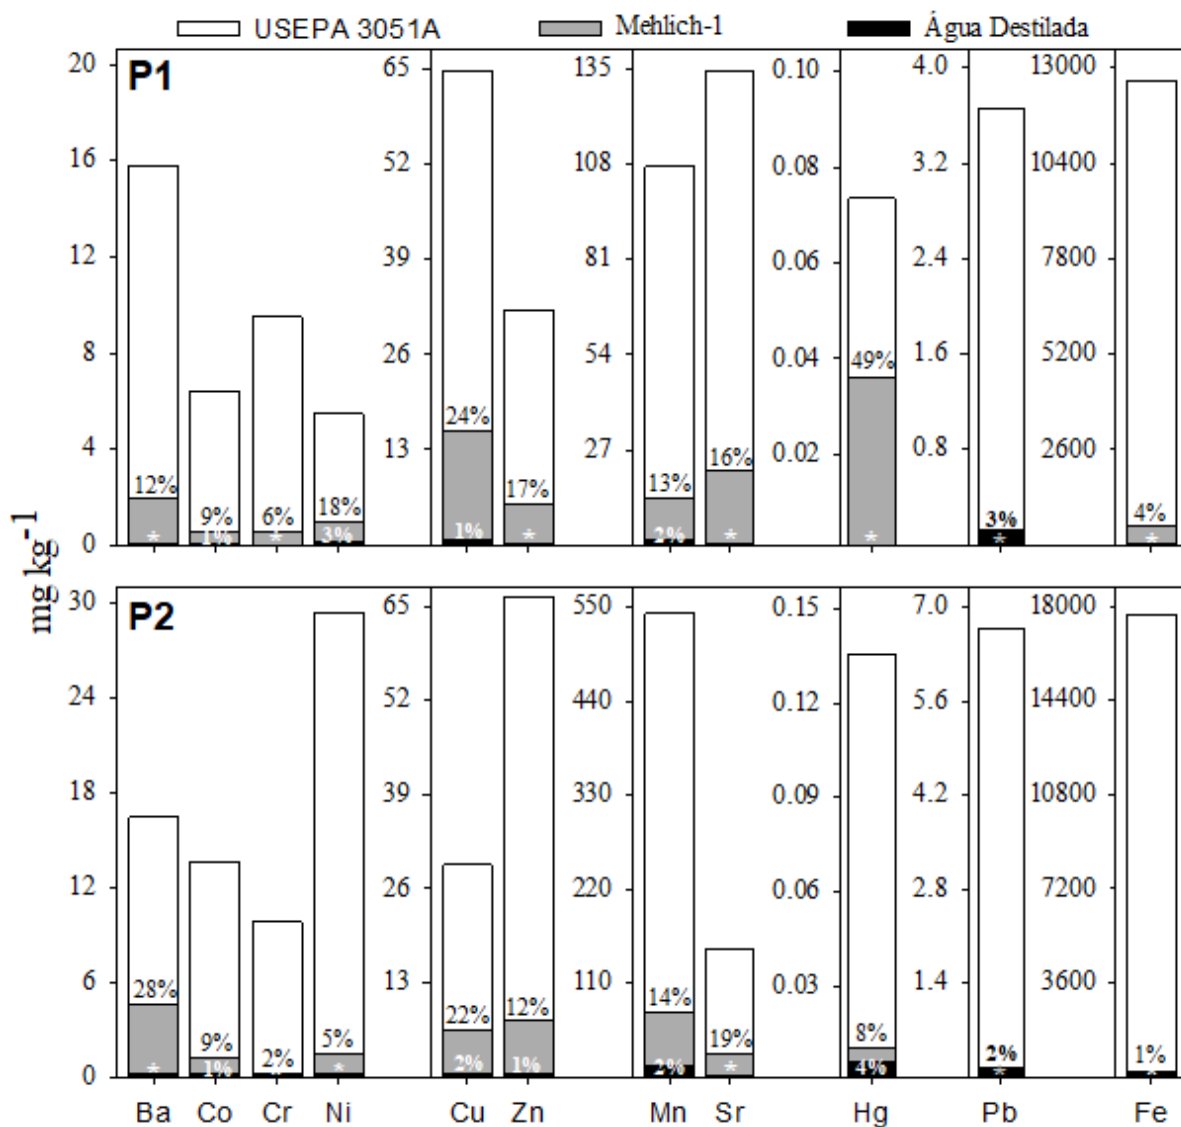 USEPA 3051A Mehlich-1 Água Destilada
mg kg-1
P1
20 65 135 0.10 4.0 13000
16 52 108 0.08 3.2 10400
12 39 81 0.06 2.4 7800
8 26 54 0.04 1.6 5200
4 13 27 0.02 0.8 2600
0
12% 9% 6% 18% 24% 17% 13% 16% 49% 3% 4%
* 1% * 3% 1% * 2% * * * *
P2
30 65 550 0.15 7.0 18000
24 52 440 0.12 5.6 14400
18 39 330 0.09 4.2 10800
12 26 220 0.06 2.8 7200
6 13 110 0.03 1.4 3600
0
28% 9% 2% 5% 22% 12% 14% 19% 8% 2% 1%
* 1% * * 2% 1% 2% * 4% * *
Ba Co Cr Ni Cu Zn Mn Sr Hg Pb Fe